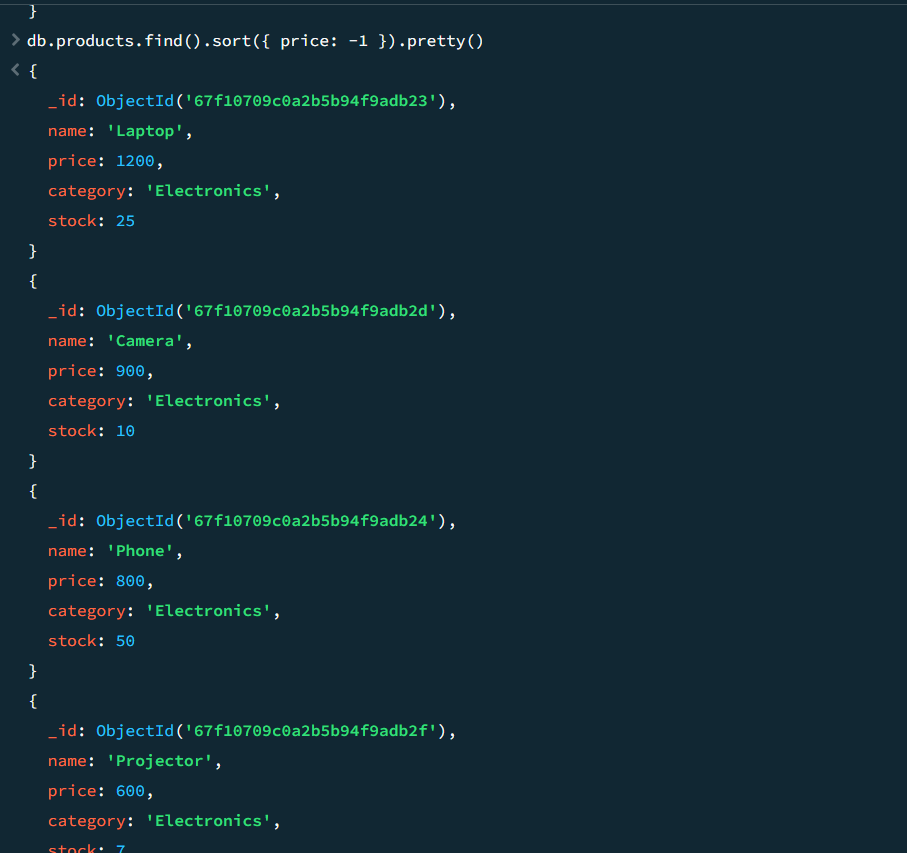 }
> db.products.find().sort({ price: -1 }).pretty()
< {
_id: ObjectId('67f10709c0a2b5b94f9adb23'),
name: 'Laptop',
price: 1200,
category: 'Electronics',
stock: 25
}
{
_id: ObjectId('67f10709c0a2b5b94f9adb2d'),
name: 'Camera',
price: 900,
category: 'Electronics',
stock: 10
}
{
_id: ObjectId('67f10709c0a2b5b94f9adb24'),
name: 'Phone',
price: 800,
category: 'Electronics',
stock: 50
}
{
_id: ObjectId('67f10709c0a2b5b94f9adb2f'),
name: 'Projector',
price: 600,
category: 'Electronics',
stock: 7